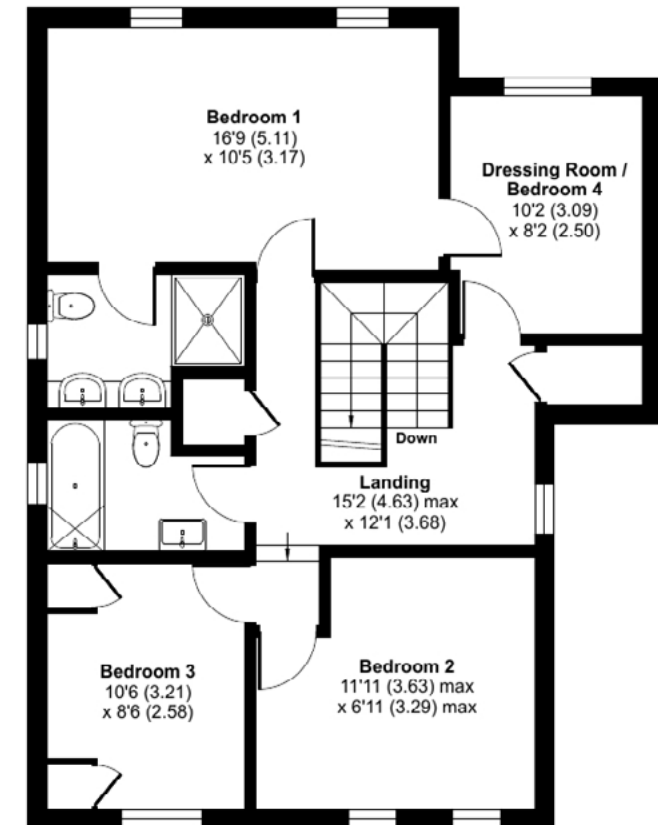 Bedroom 1
16'9 (5.11)
x 10'5 (3.17)
Dressing Room /
Bedroom 4
10'2 (3.09)
x 8'2 (2.50)
Down
Landing
15'2 (4.63) max
x 12'1 (3.68)
Bedroom 3
10'6 (3.21)
x 8'6 (2.58)
Bedroom 2
11'11 (3.63) max
x 6'11 (3.29) max